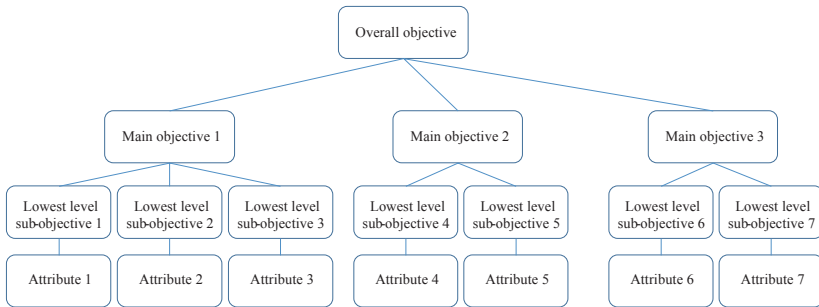 Overall objective
Main objective 1
Main objective 2
Main objective 3
Lowest level
sub-objective 1
Lowest level
sub-objective 2
Lowest level
sub-objective 3
Lowest level
sub-objective 4
Lowest level
sub-objective 5
Lowest level
sub-objective 6
Lowest level
sub-objective 7
Attribute 1
Attribute 2
Attribute 3
Attribute 4
Attribute 5
Attribute 6
Attribute 7